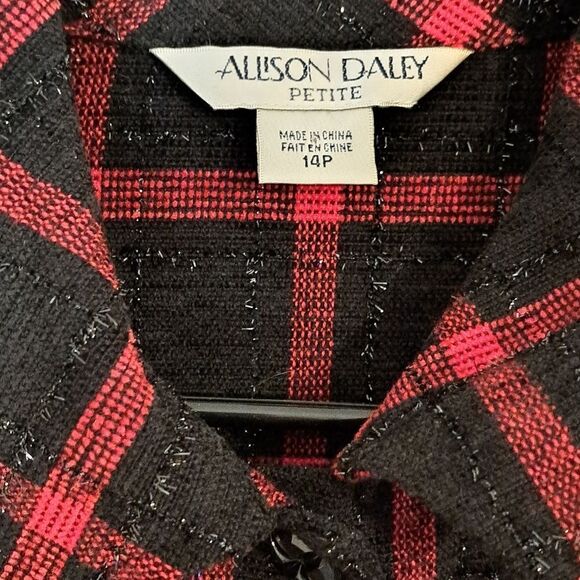 ALLISON DALEY
PETITE
MADE IN CHINA
FAIT EN CHINE
14P